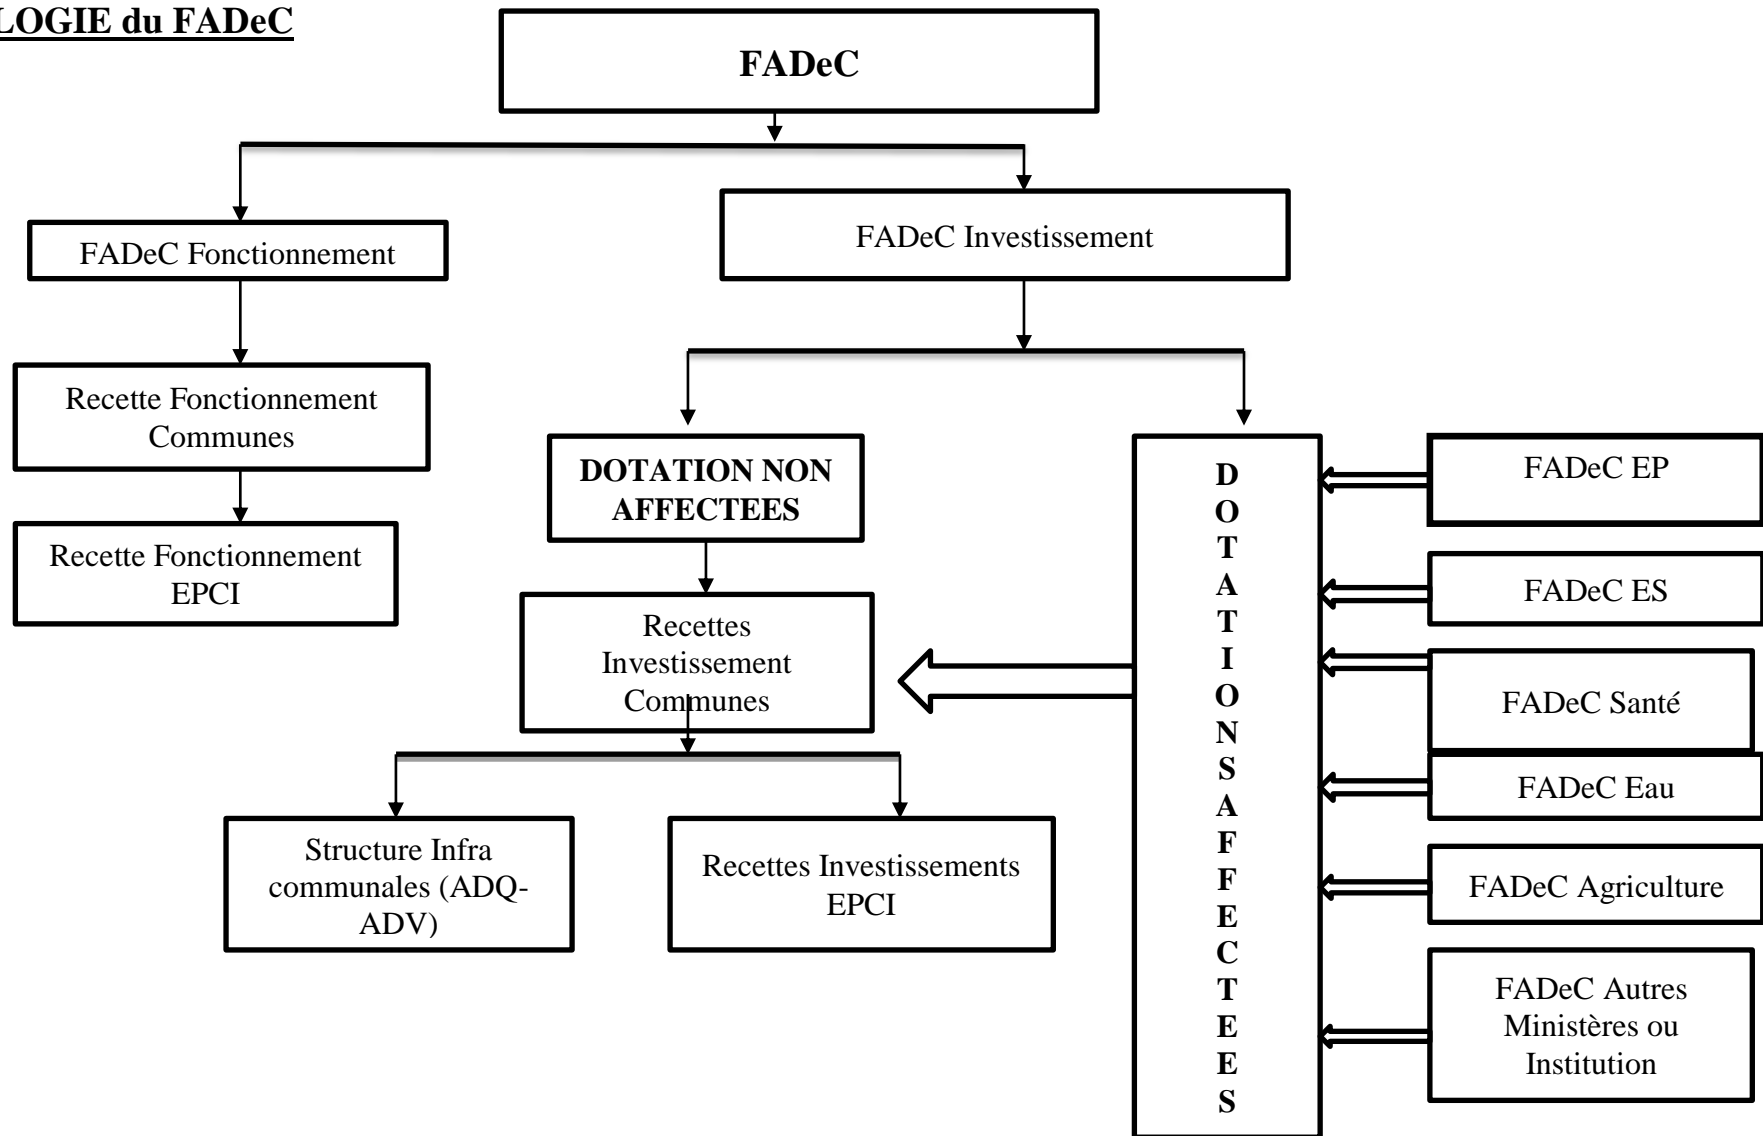 LOGIE du FADeC
FADeC
FADeC Fonctionnement
FADeC Investissement
Recette Fonctionnement
Communes
Recette Fonctionnement
EPCI
DOTATION NON
AFFECTEES
Recettes
Investissement
Communes
Structure Infra
communales (ADQ-
ADV)
Recettes Investissements
EPCI
D
O
T
A
T
I
O
N
S
A
F
F
E
C
T
E
E
S
FADeC EP
FADeC ES
FADeC Santé
FADeC Eau
FADeC Agriculture
FADeC Autres
Ministères ou
Institution